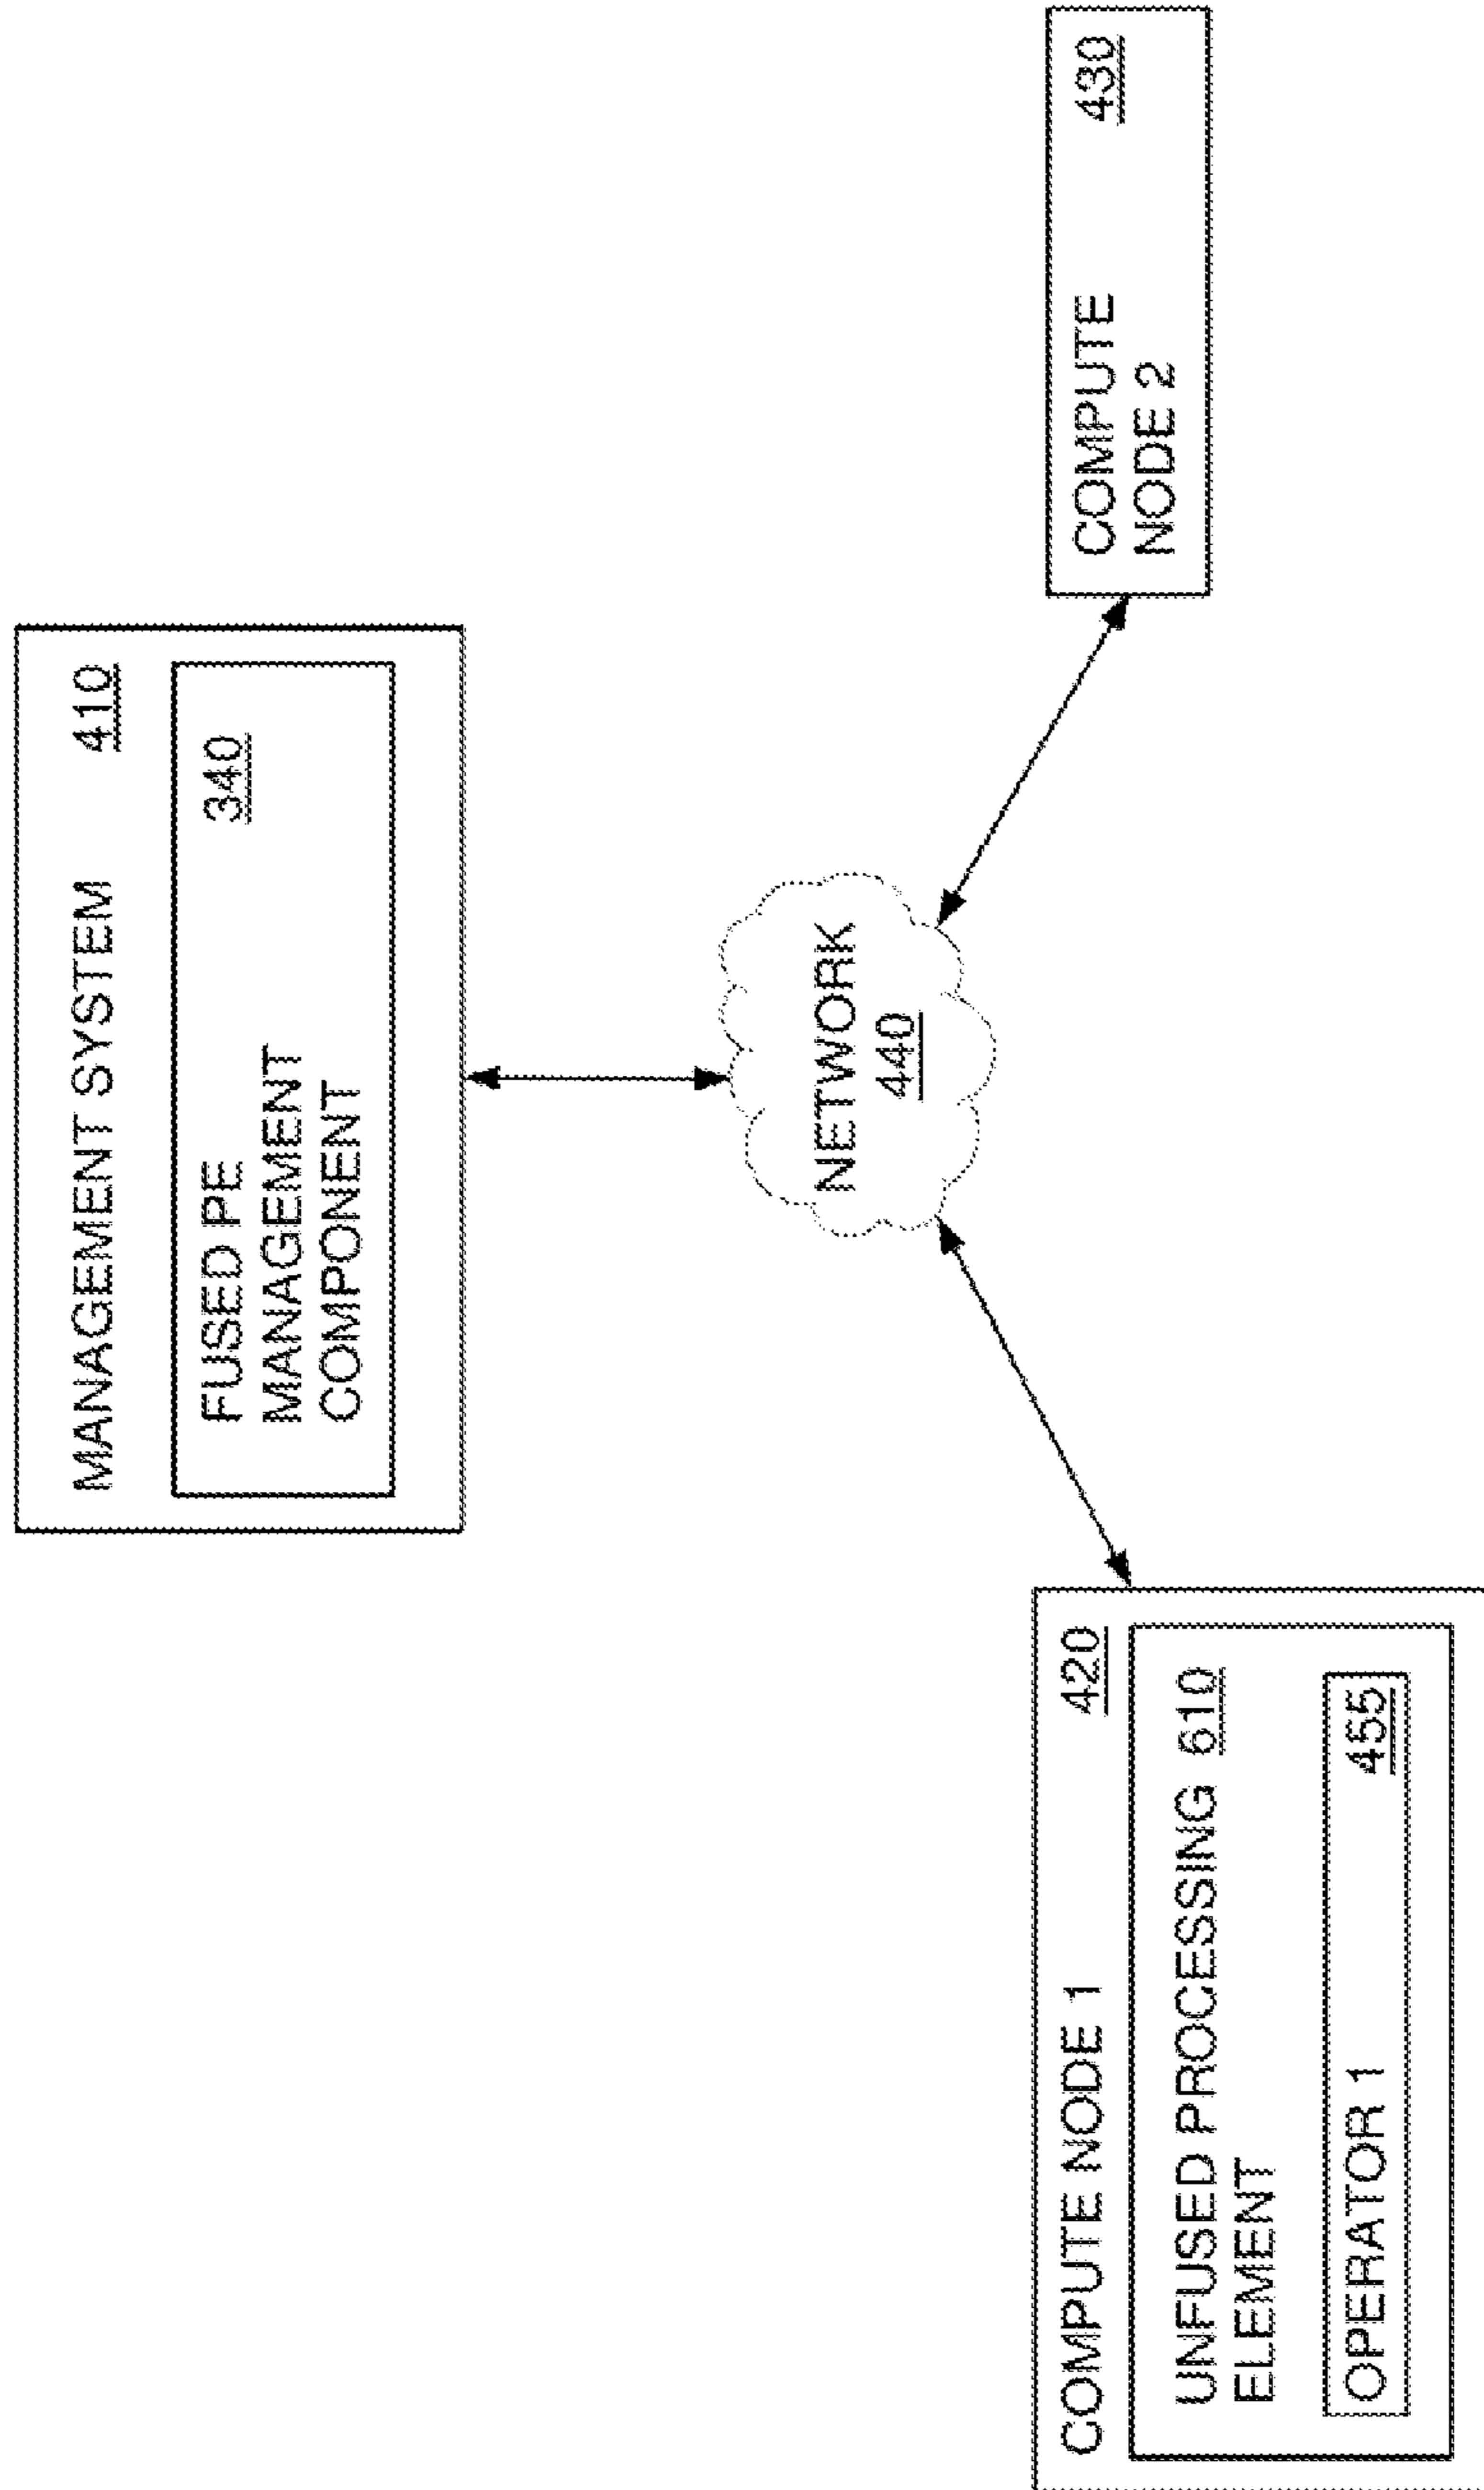 MANAGEMENT SYSTEM 410
FUSED PE 340
MANAGEMENT
COMPONENT
NETWORK
440
COMPUTE NODE 1 420
UNFUSED PROCESSING 610
ELEMENT
OPERATOR 1 455
COMPUTE 430
NODE 2